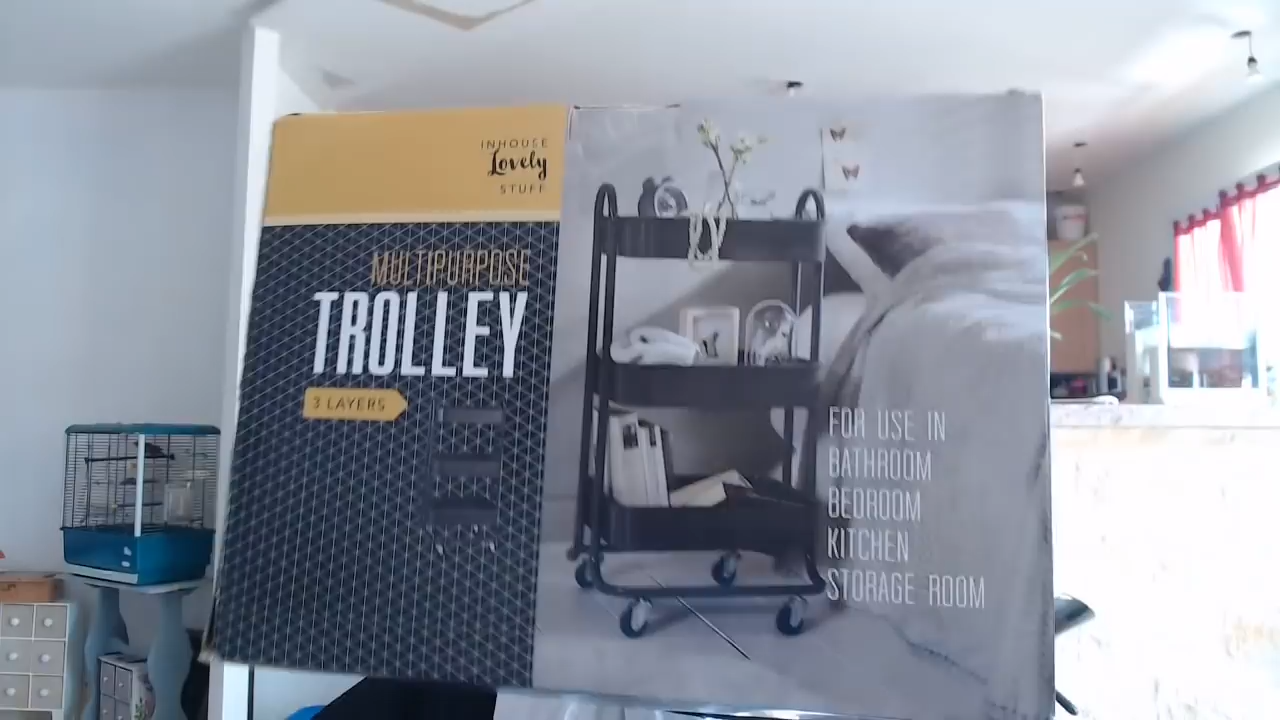 INHOUSE
Lovely
STUFF
MULTIPURPOSE
TROLLEY
3 LAYERS
FOR USE IN
BATHROOM
BEDROOM
KITCHEN
STORAGE ROOM